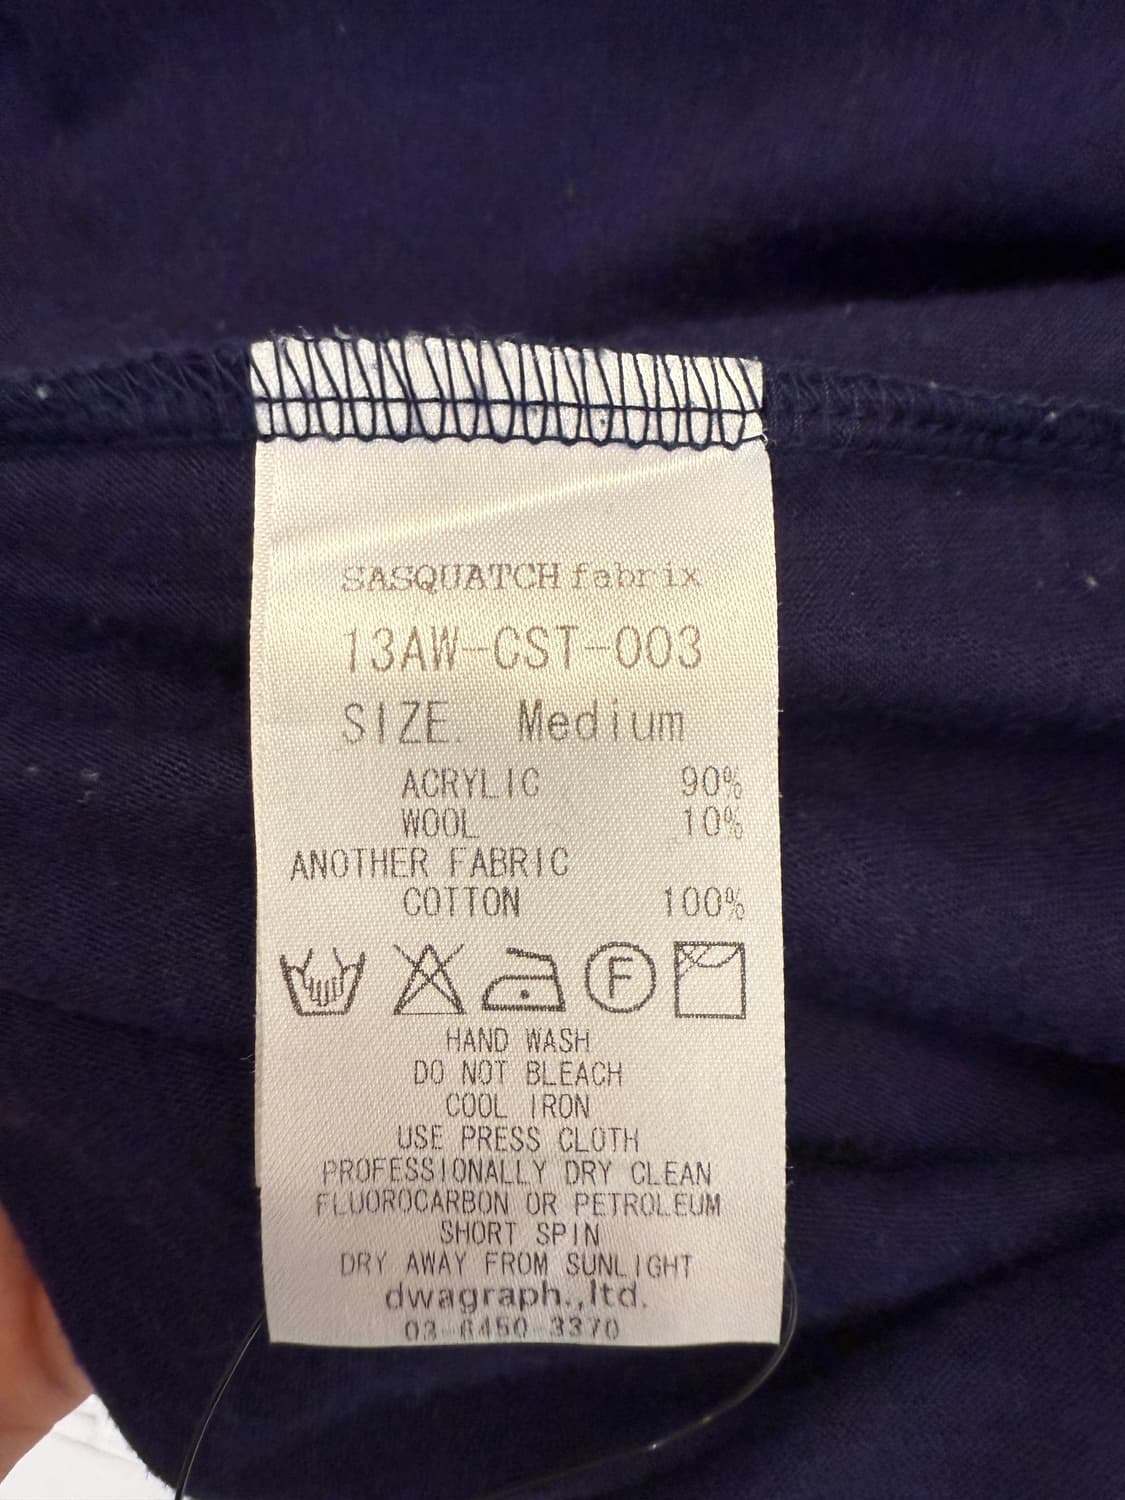 SASQUATCH fabrix
13AW-CST-003
SIZE. Medium
ACRYLIC 90%
WOOL 10%
ANOTHER FABRIC
COTTON 100%
F
HAND WASH
DO NOT BLEACH
COOL IRON
USE PRESS CLOTH
PROFESSIONALLY DRY CLEAN
FLUOROCARBON OR PETROLEUM
SHORT SPIN
DRY AWAY FROM SUNLIGHT
dwagraph.,ltd.
03-6450-3370